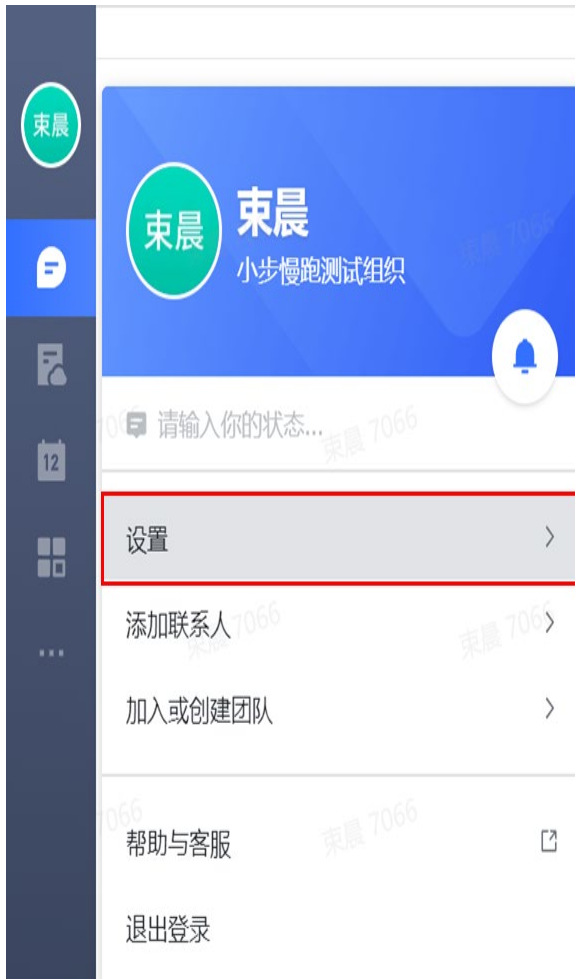 束晨
束晨
束晨
小步慢跑测试组织
束晨 7066
请输入你的状态...
7066
束晨 7066
12
设置
添加联系人
束晨 7066
束晨 7066
加入或创建团队
7066
帮助与客服
束晨 7066
退出登录